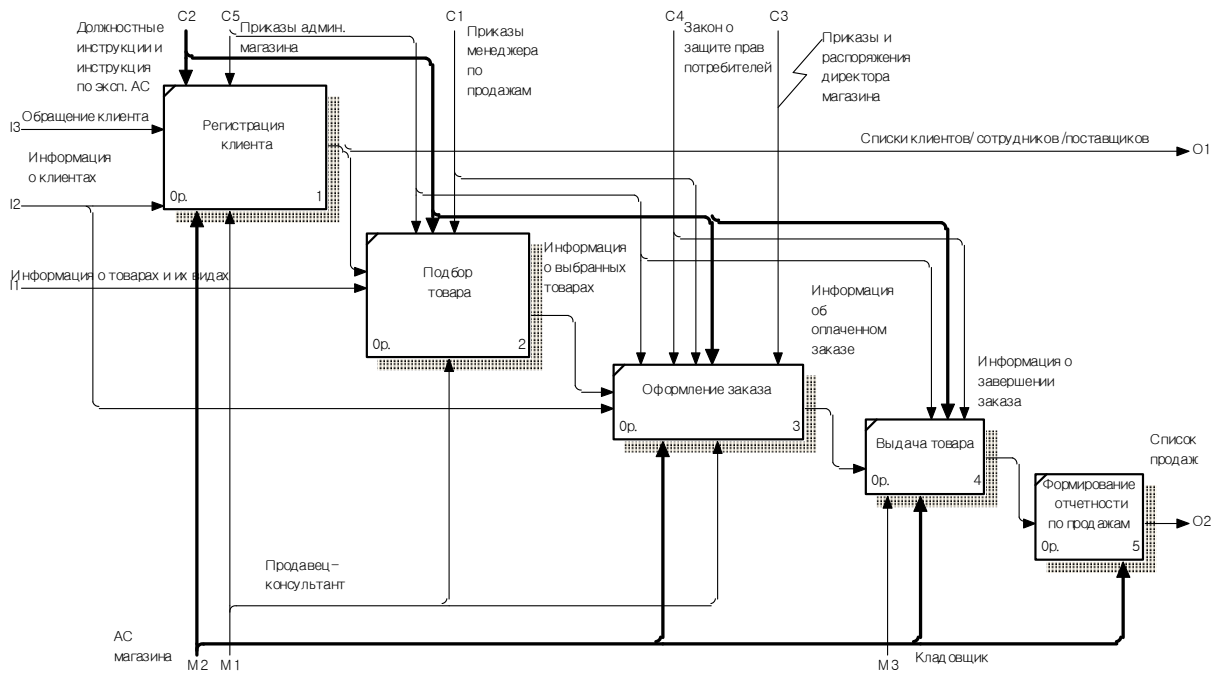 C2
C5
C1
C4
C3
Должностные
инструкции и
инструкция
по эксп. АС
Приказы админ.
магазина
Приказы
менеджера
по
продажам
Закон о
защите прав
потребителей
Приказы и
распоряжения
директора
магазина
I3
Обращение клиента
Регистрация
клиента
0р.
1
Списки клиентов/ сотрудников /поставщиков
O1
Информация
о клиентах
I2
Информация о товарах и их видах
I1
Подбор
товара
0р.
2
Информация
о выбранных
товарах
Информация
об
оплаченном
заказе
Оформление заказа
0р.
3
Информация о
завершении
заказа
Выдача товара
0р.
4
Список
продаж
Формирование
отчетности
по продажам
0р.
5
O2
Продавец–
консультант
АС
магазина
M2
M1
M3
Кладовщик